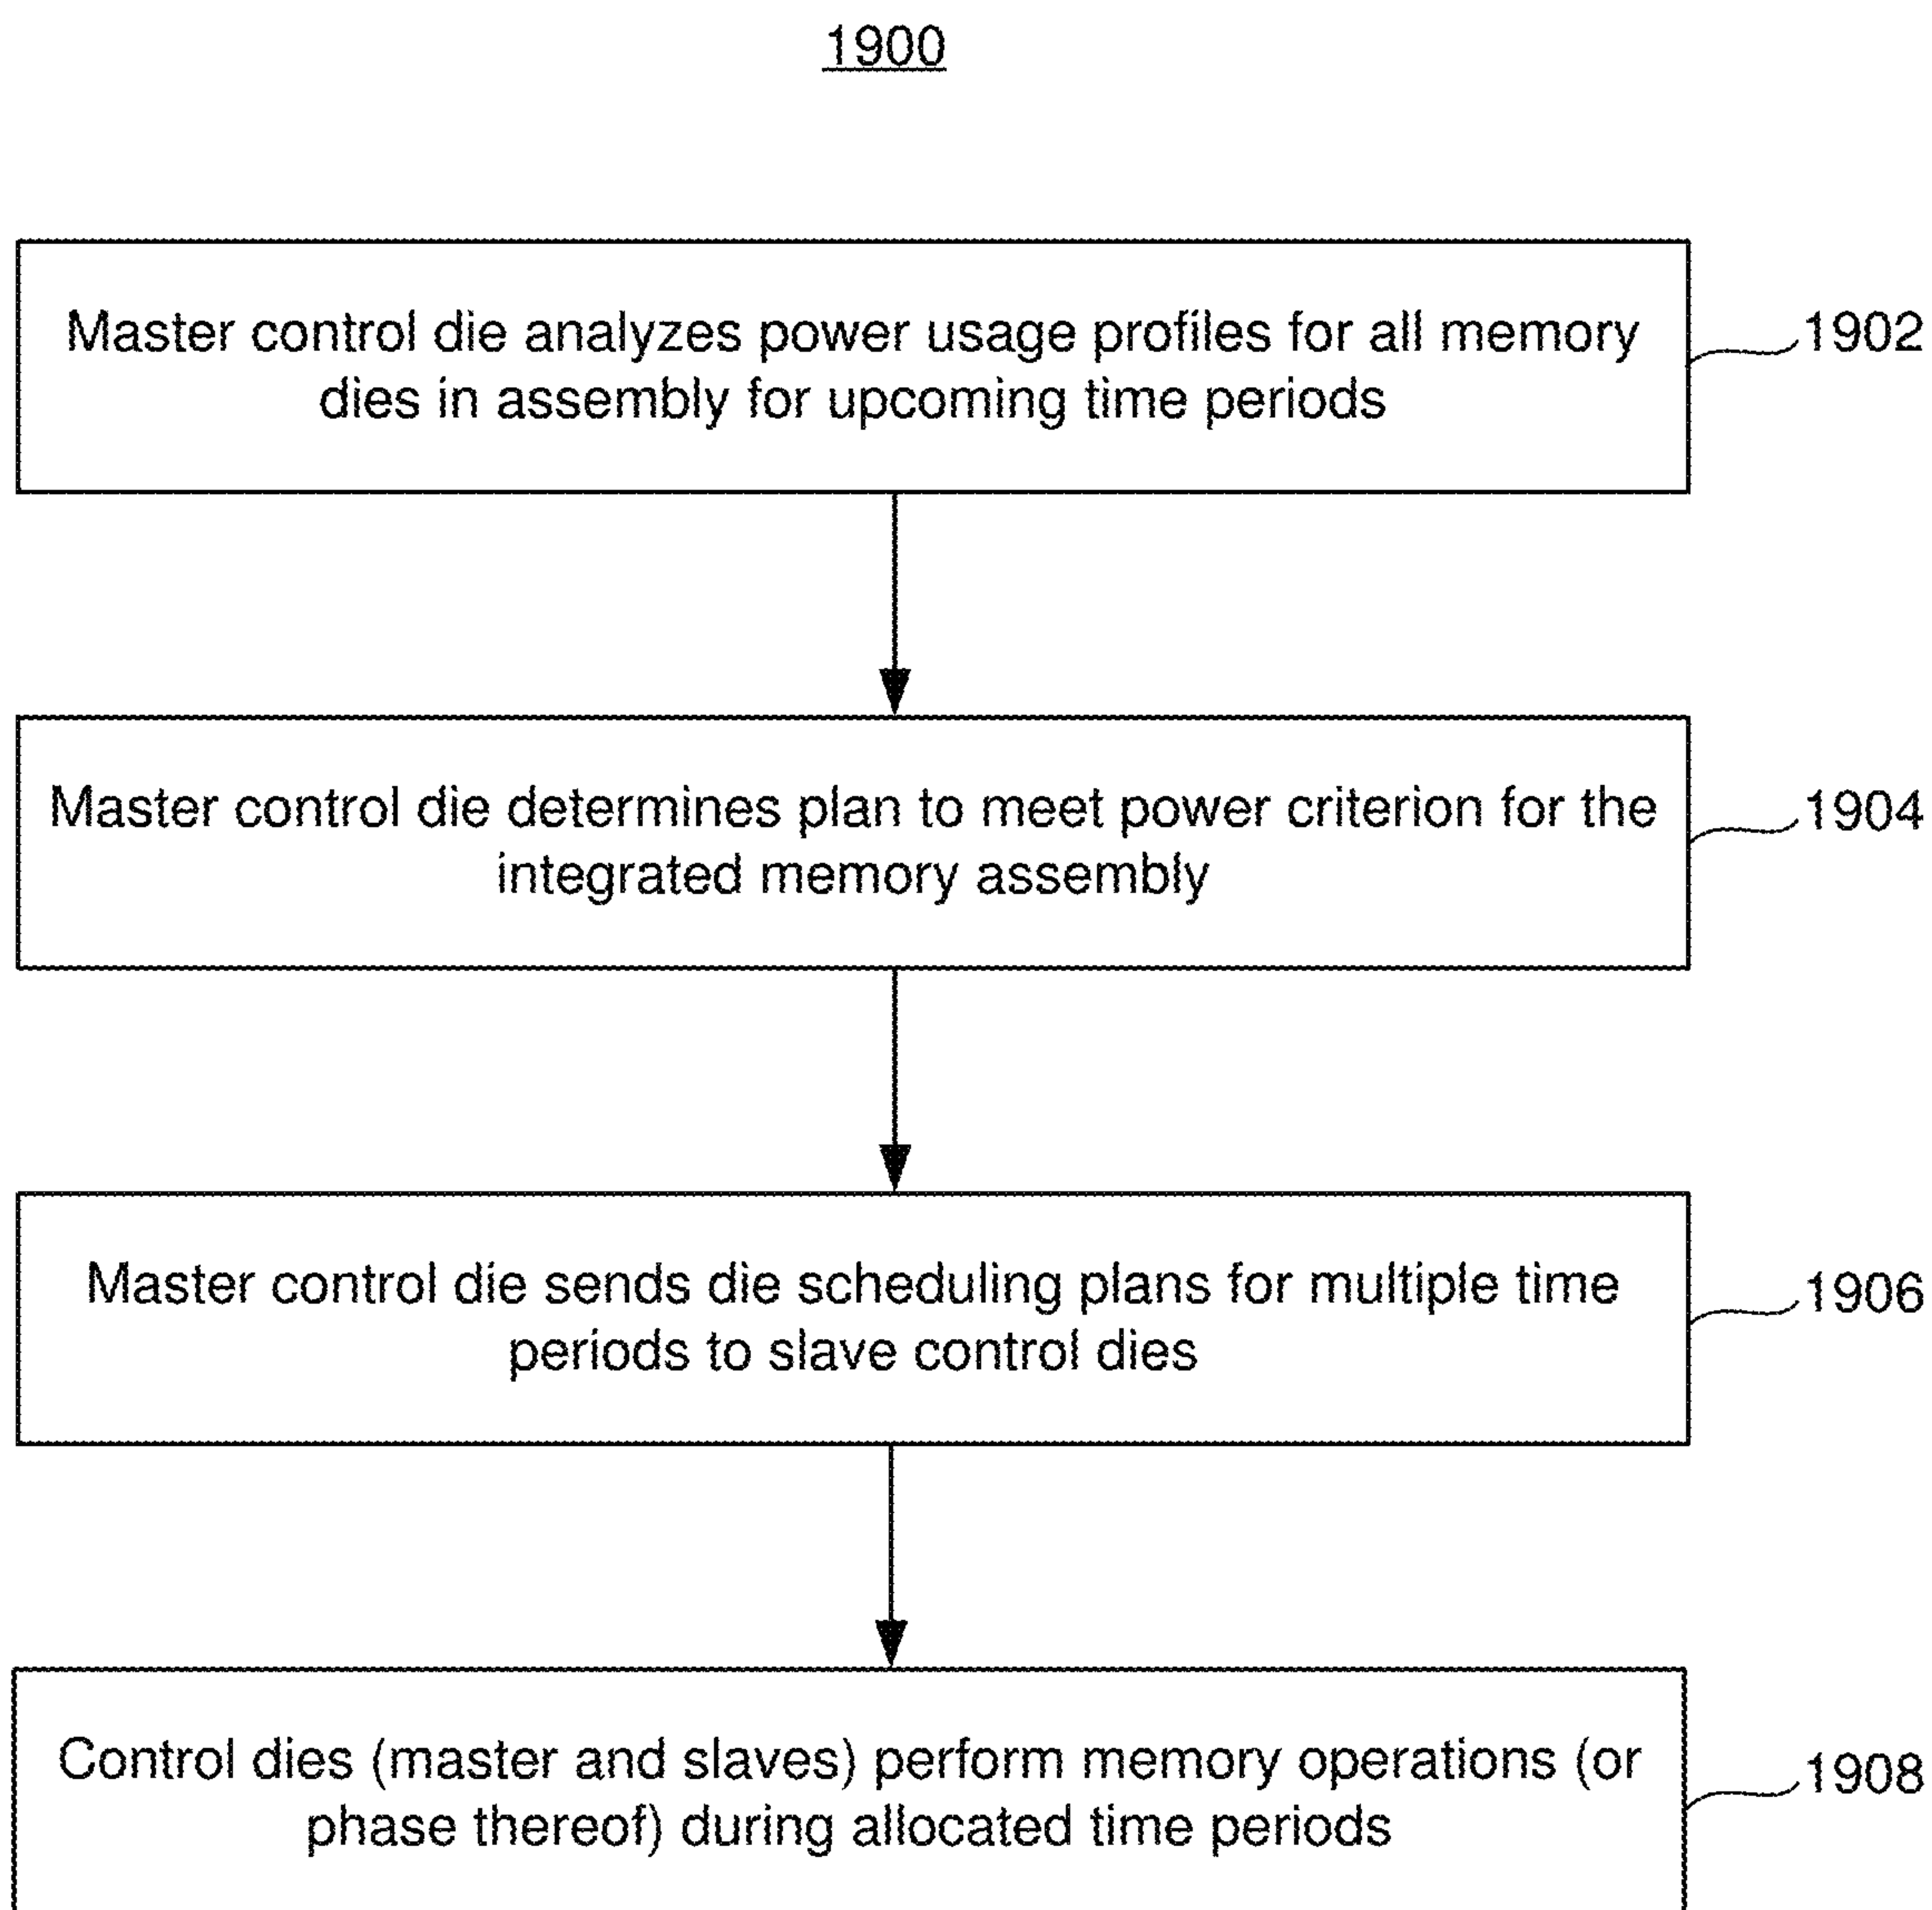 1900
Master control die analyzes power usage profiles for all memory
dies in assembly for upcoming time periods
1902
Master control die determines plan to meet power criterion for the
integrated memory assembly
1904
Master control die sends die scheduling plans for multiple time
periods to slave control dies
1906
Control dies (master and slaves) perform memory operations (or
phase thereof) during allocated time periods
1908